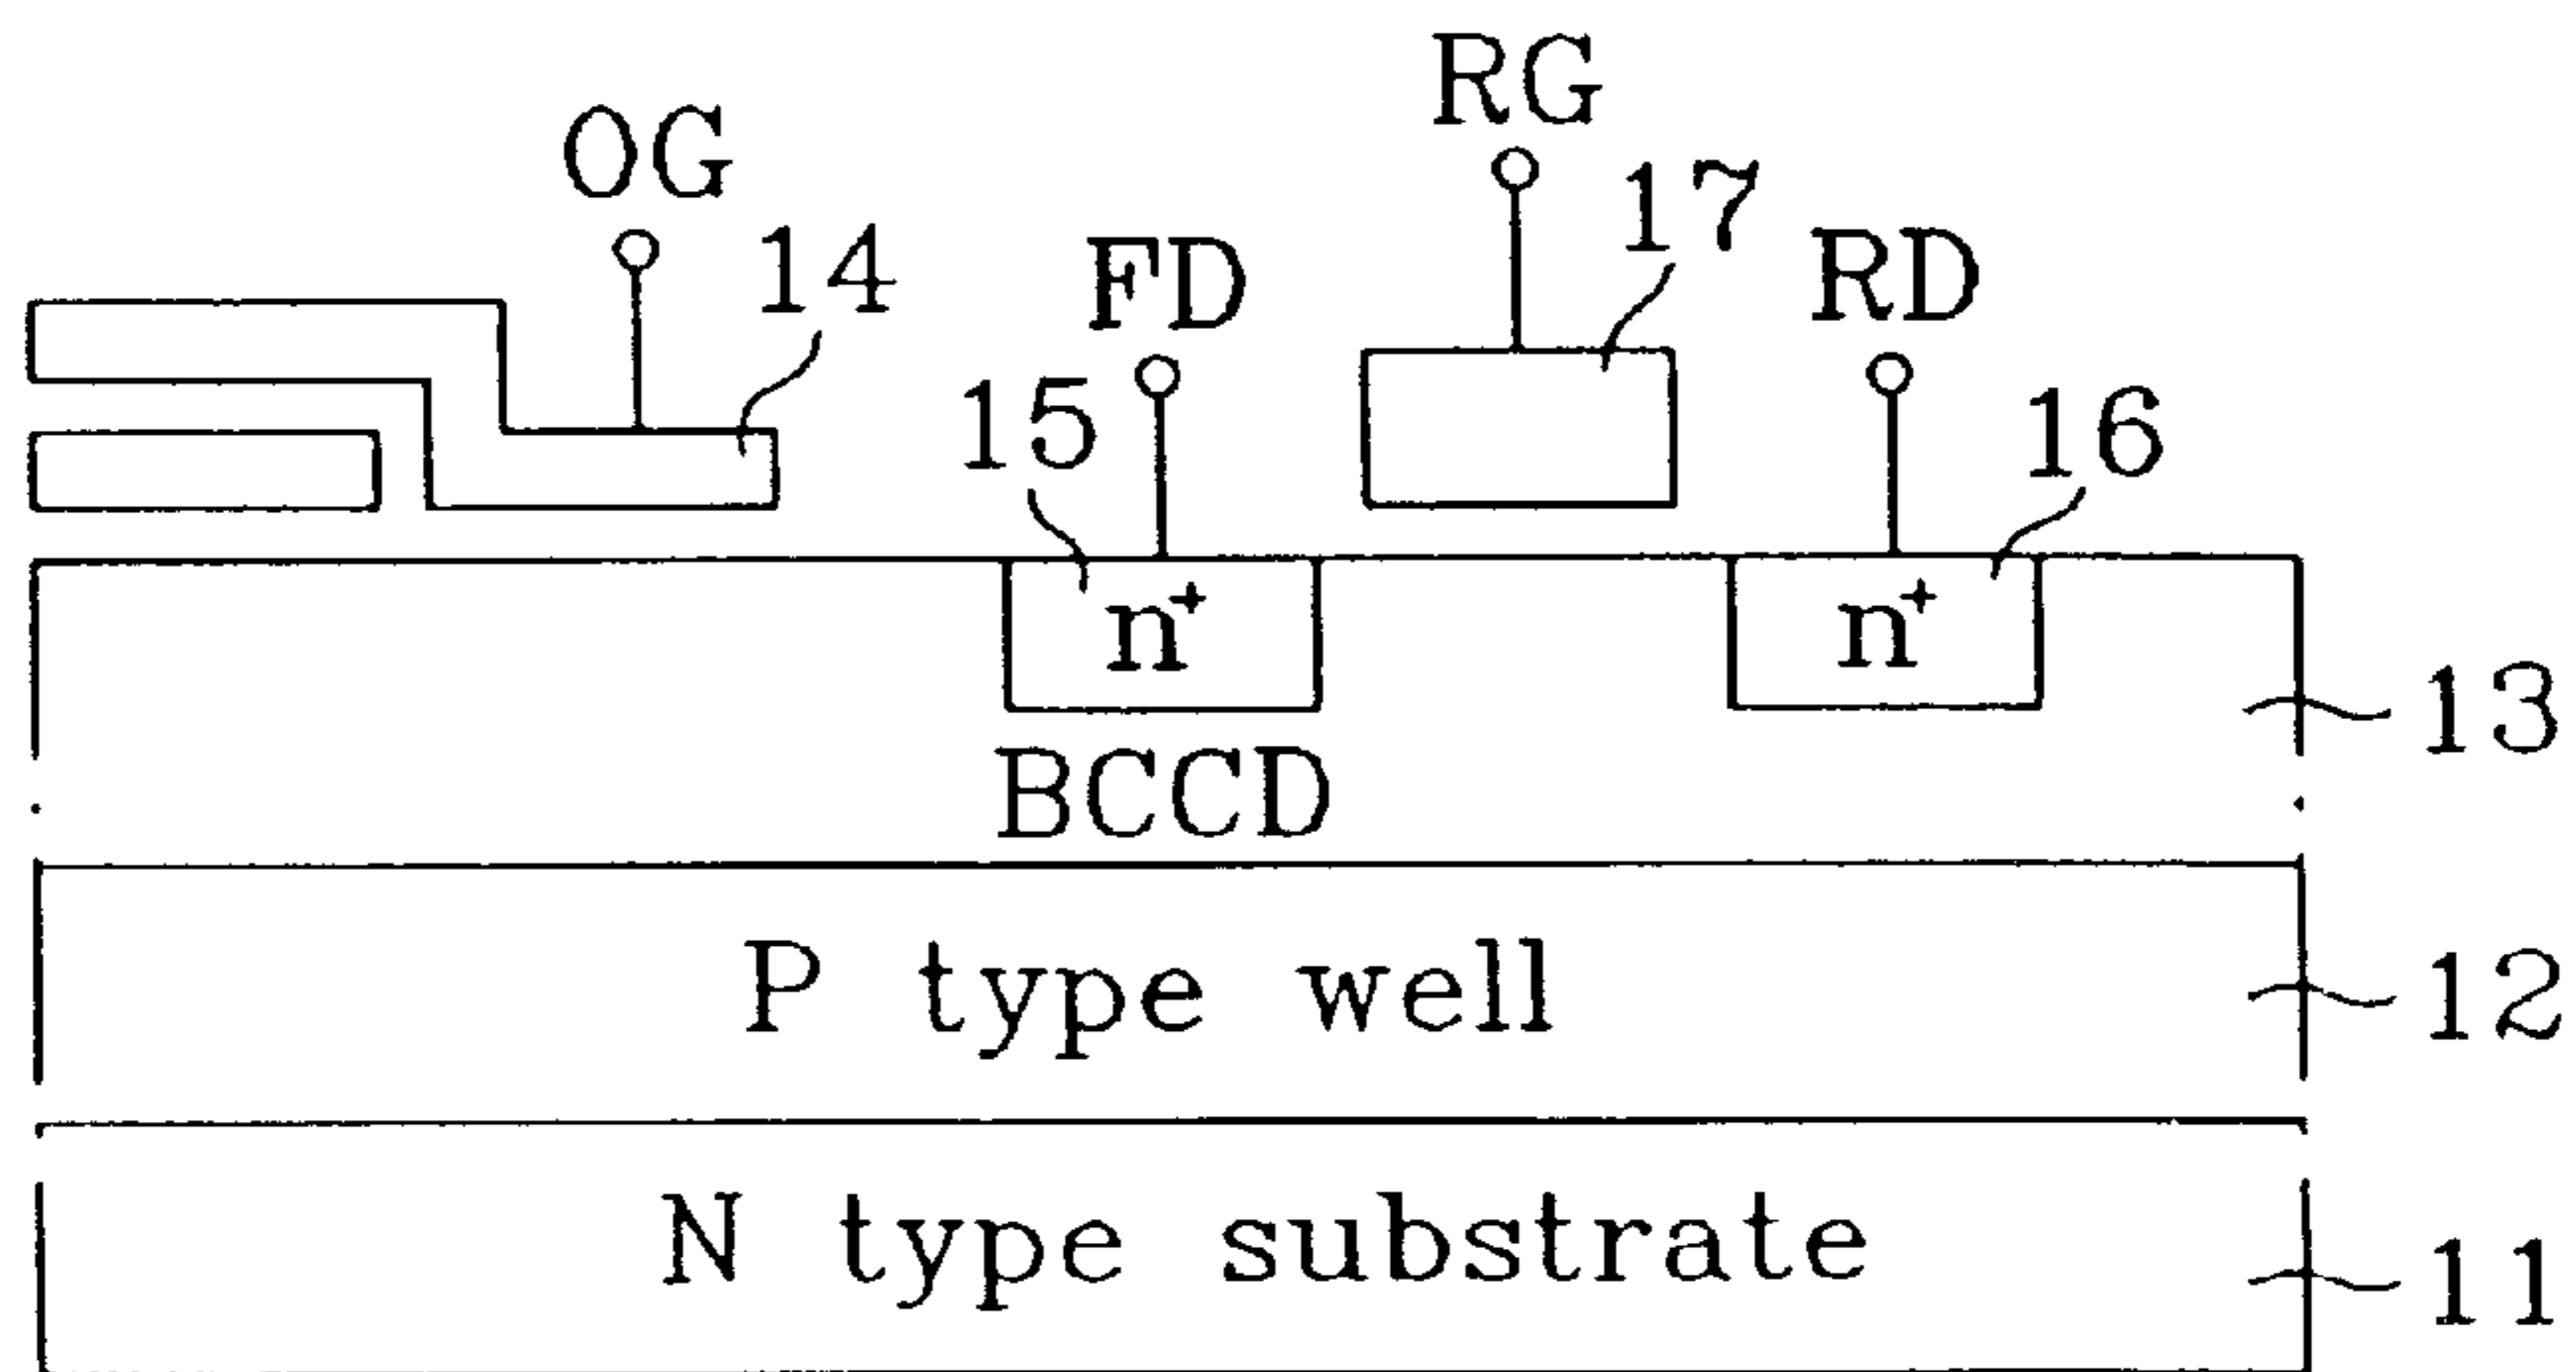 RG
OG
17
14
FD
RD
15
16
n+
n+
13
BCCD
P type well
12
N type substrate
11